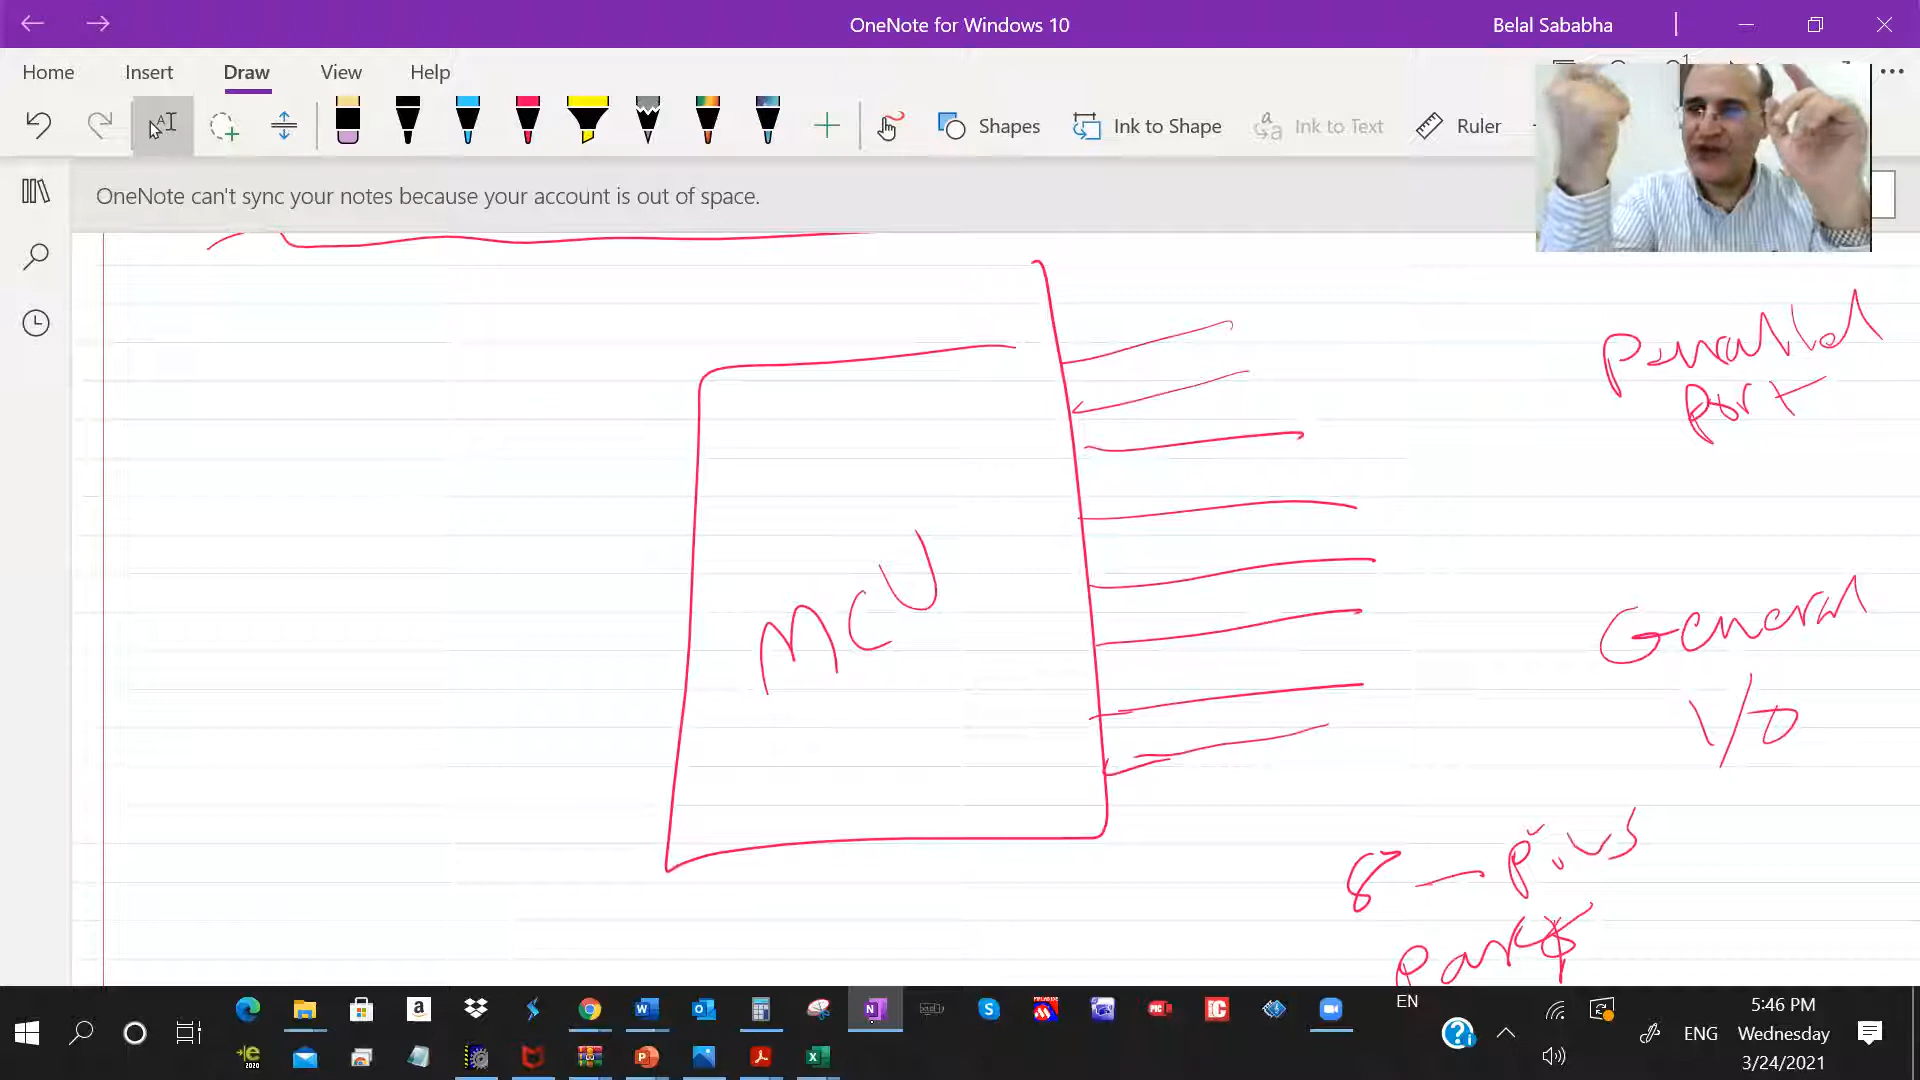 OneNote for Windows 10
Belal Sababha
Home Insert Draw View Help
Shapes Ink to Shape Ink to Text Ruler
OneNote can't sync your notes because your account is out of space.
Parallel
port
MCU
General
I/O
8 - pins
EN
5:46 PM
ENG Wednesday
3/24/2021